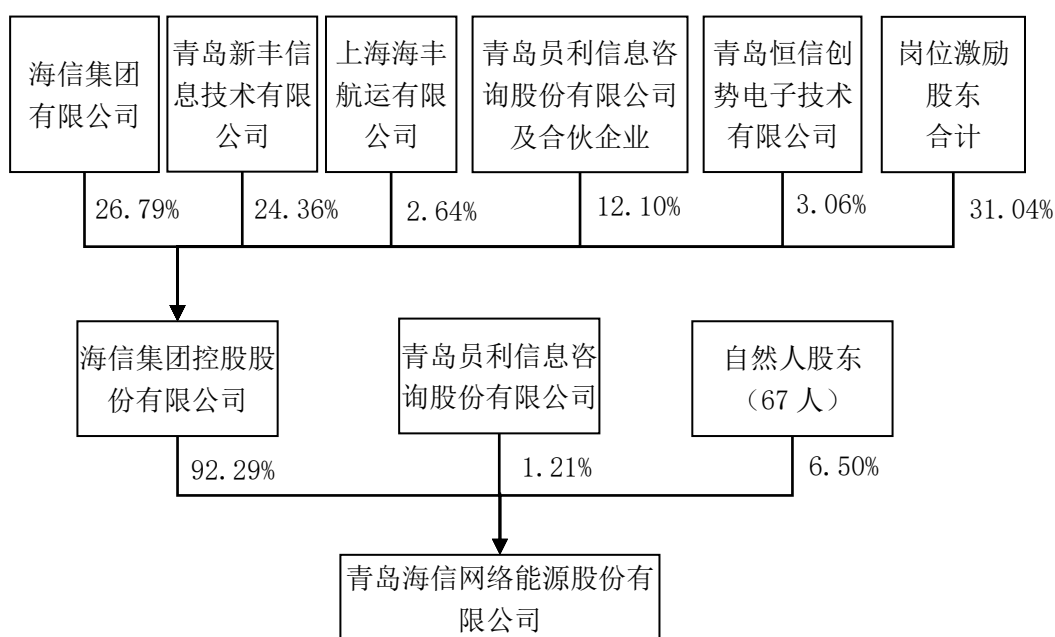 海信集团
有限公司
青岛新丰信
息技术有限
公司
上海海丰
航运有限
公司
青岛员利信息咨
询股份有限公司
及合伙企业
青岛恒信创
势电子技术
有限公司
岗位激励
股东
合计
26.79%
24.36%
2.64%
12.10%
3.06%
31.04%
海信集团控股股
份有限公司
青岛员利信息咨
询股份有限公司
自然人股东
（67 人）
92.29%
1.21%
6.50%
青岛海信网络能源股份有
限公司